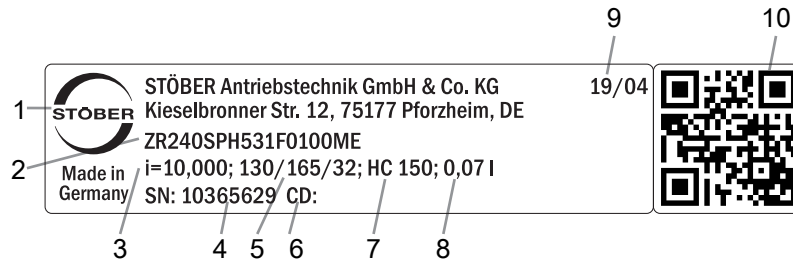 9 10
STÖBER Antriebstechnik GmbH & Co. KG 19/04
1 STÖBER Kieselbronner Str. 12, 75177 Pforzheim, DE
2 ZR240SPH531F0100ME
Made in Germany
i=10,000; 130/165/32; HC 150; 0,07 l
SN: 10365629 CD:
3 4 5 6 7 8